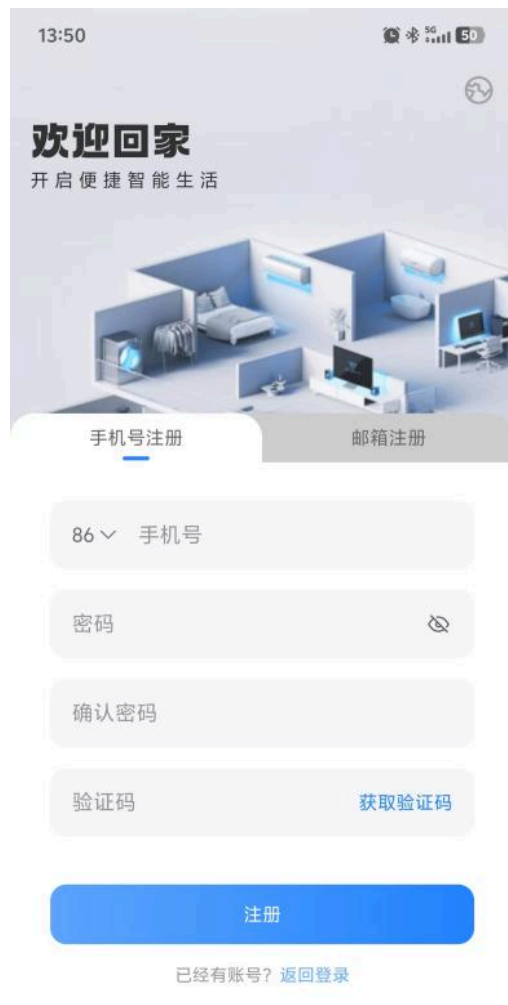 13:50
5G
50
欢迎回家
开启便捷智能生活
手机号注册
邮箱注册
86 手机号
密码
确认密码
验证码 获取验证码
注册
已经有账号？返回登录